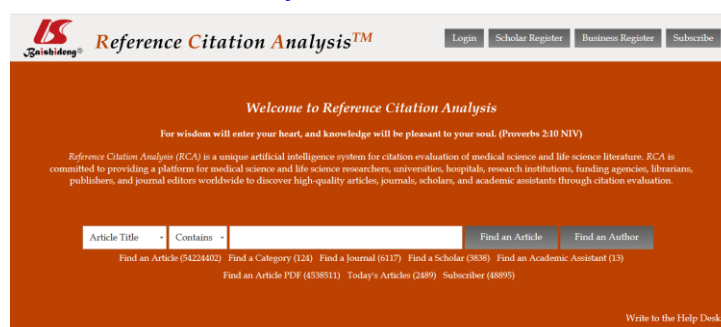 Baishideng®
Reference Citation Analysis™
Login Scholar Register Business Register Subscribe
Welcome to Reference Citation Analysis
For wisdom will enter your heart, and knowledge will be pleasant to your soul. (Proverbs 2:10 NIV)
Reference Citation Analysis (RCA) is a unique artificial intelligence system for citation evaluation of medical science and life science literature. RCA is
committed to providing a platform for medical science and life science researchers, universities, hospitals, research institutions, funding agencies, librarians,
publishers, and journal editors worldwide to discover high-quality articles, journals, scholars, and academic assistants through citation evaluation.
Article Title Contains Find an Article Find an Author
Find an Article (54224402) Find a Category (124) Find a Journal (6117) Find a Scholar (3838) Find an Academic Assistant (13)
Find an Article PDF (4538511) Today's Articles (2489) Subscriber (48895)
Write to the Help Desk